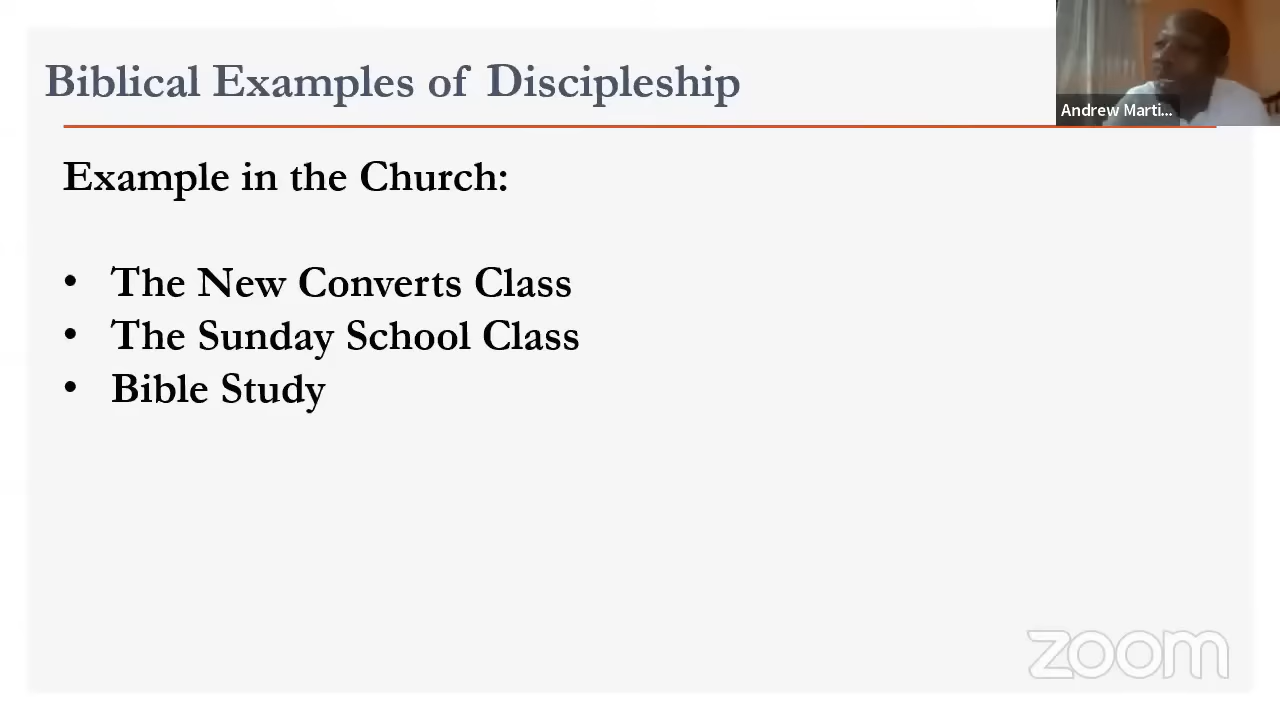 Biblical Examples of Discipleship
Andrew Marti...
Example in the Church:
• The New Converts Class
• The Sunday School Class
• Bible Study
zoom